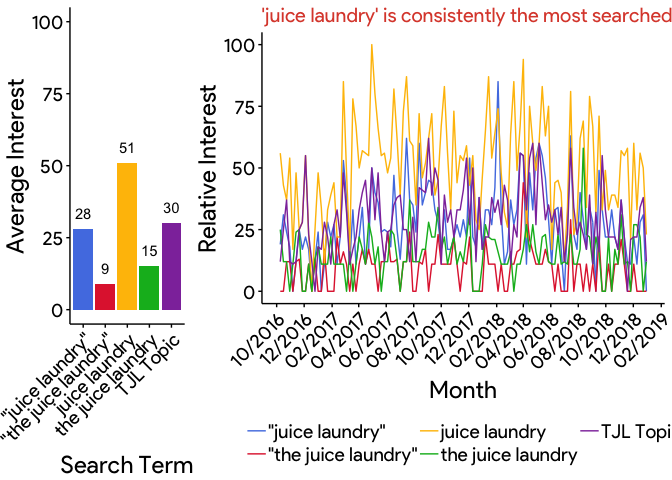 'juice laundry' is consistently the most searched
Average Interest
100
75
50
25
0
28
9
51
15
30
"juice laundry"
"the juice laundry"
juice laundry
the juice laundry
TJL Topic
Search Term
Relative Interest
100
75
50
25
0
10/2016
12/2016
02/2017
04/2017
06/2017
08/2017
10/2017
12/2017
02/2018
04/2018
06/2018
08/2018
10/2018
12/2018
02/2019
Month
"juice laundry" juice laundry TJL Topi
"the juice laundry" the juice laundry